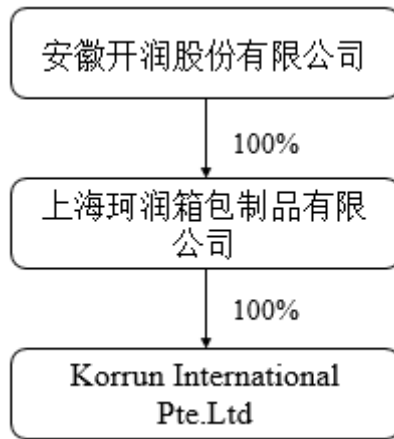 安徽开润股份有限公司
100%
上海珂润箱包制品有限
公司
100%
Korrun International
Pte.Ltd